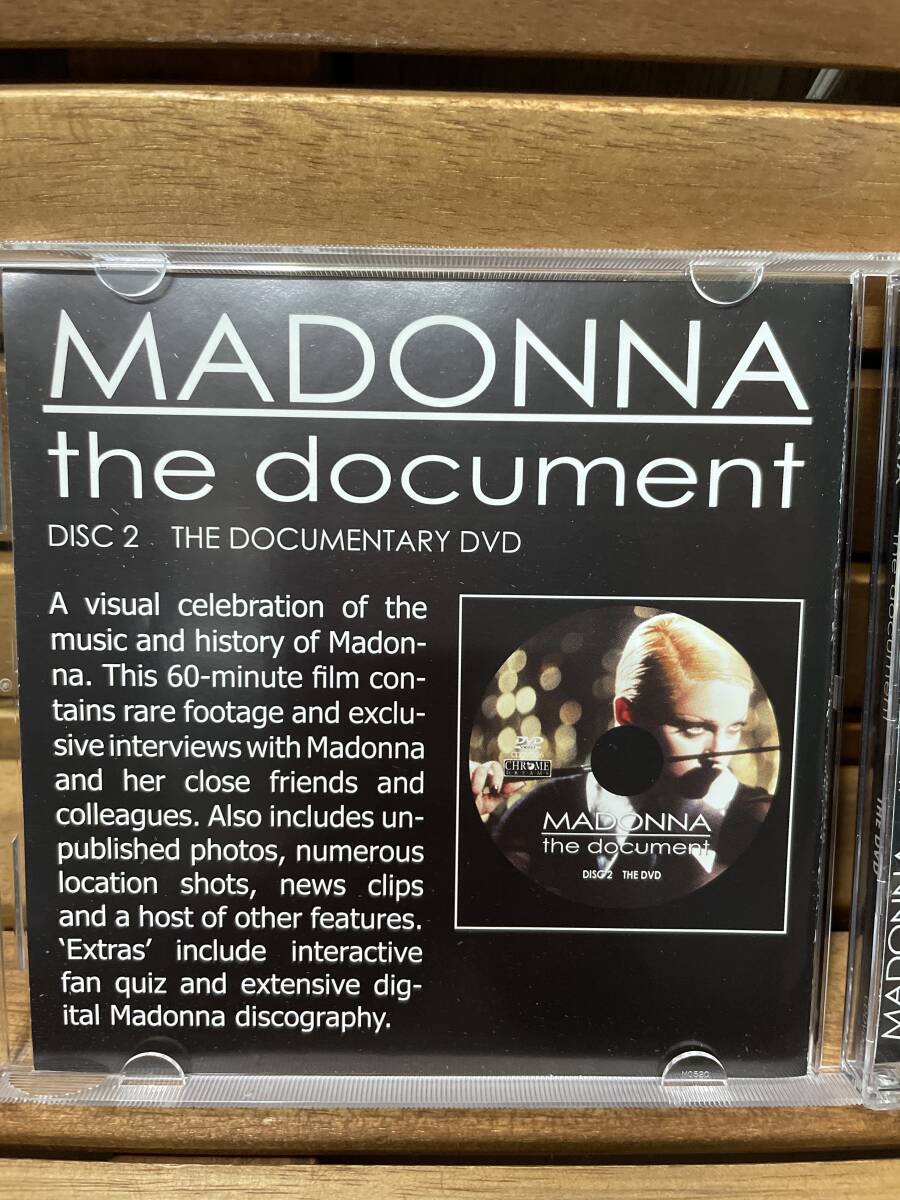 MADONNA
the document
DISC 2 THE DOCUMENTARY DVD
A visual celebration of the
music and history of Madon-
na. This 60-minute film con-
tains rare footage and exclu-
sive interviews with Madonna
and her close friends and
colleagues. Also includes un-
published photos, numerous
location shots, news clips
and a host of other features.
‘Extras’ include interactive
fan quiz and extensive dig-
ital Madonna discography.
DVD
CHROME
DREAMS
MADONNA
the document
DISC 2 THE DVD
MADONNA
THE DVD